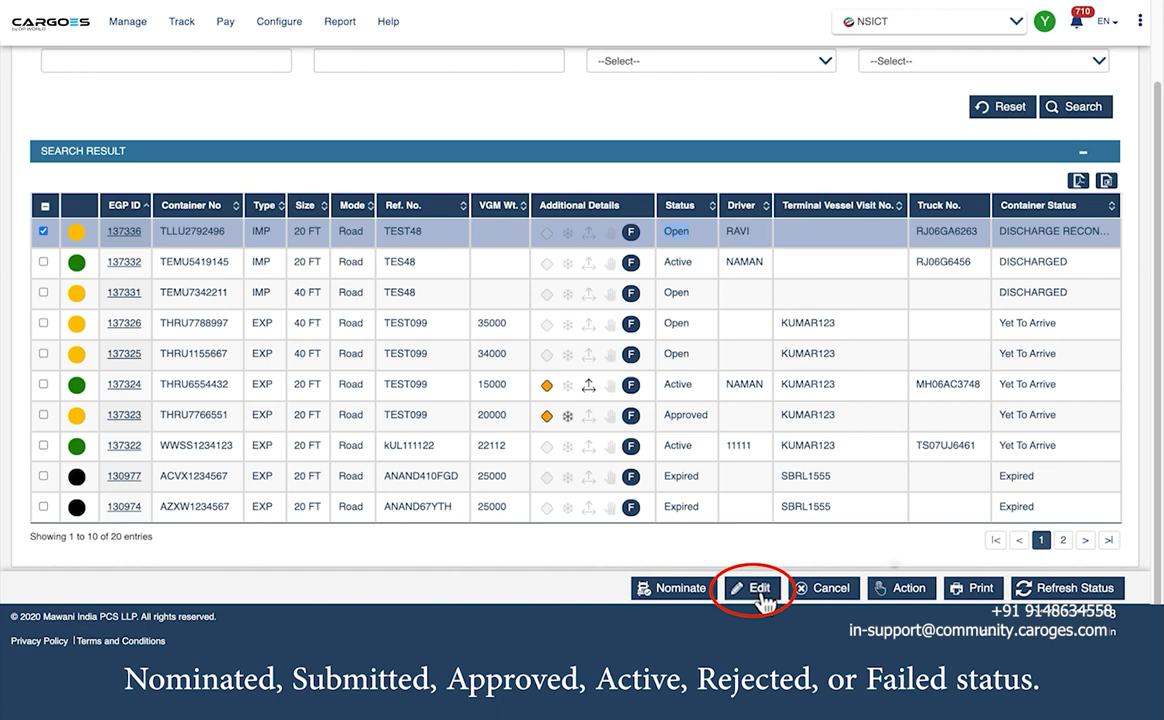 CARGOES Manage Track Pay Configure Report Help NSICT Y 710 EN
by DP WORLD
--Select-- --Select--
Reset Search
SEARCH RESULT
EGP ID Container No Type Size Mode Ref. No. VGM Wt. Additional Details Status Driver Terminal Vessel Visit No. Truck No. Container Status
137336 TLLU2792496 IMP 20 FT Road TEST48 F Open RAVI RJ06GA6263 DISCHARGE RECON...
137332 TEMU5419145 IMP 20 FT Road TES48 F Active NAMAN RJ06G6456 DISCHARGED
137331 TEMU7342211 IMP 40 FT Road TES48 F Open DISCHARGED
137326 THRU7788997 EXP 40 FT Road TEST099 35000 F Open KUMAR123 Yet To Arrive
137325 THRU1155667 EXP 40 FT Road TEST099 34000 F Open KUMAR123 Yet To Arrive
137324 THRU6554432 EXP 20 FT Road TEST099 15000 F Active NAMAN KUMAR123 MH06AC3748 Yet To Arrive
137323 THRU7766551 EXP 20 FT Road TEST099 20000 F Approved KUMAR123 Yet To Arrive
137322 WWSS1234123 EXP 20 FT Road kUL111122 22112 F Active 11111 KUMAR123 TS07UJ6461 Yet To Arrive
130977 ACVX1234567 EXP 20 FT Road ANAND410FGD 25000 F Expired SBRL1555 Expired
130974 AZXW1234567 EXP 20 FT Road ANAND67YTH 25000 F Expired SBRL1555 Expired
Showing 1 to 10 of 20 entries |< < 1 2 > >|
Nominate Edit Cancel Action Print Refresh Status
© 2020 Mawani India PCS LLP. All rights reserved. +91 9148634558
Privacy Policy | Terms and Conditions in-support@community.caroges.com
Nominated, Submitted, Approved, Active, Rejected, or Failed status.